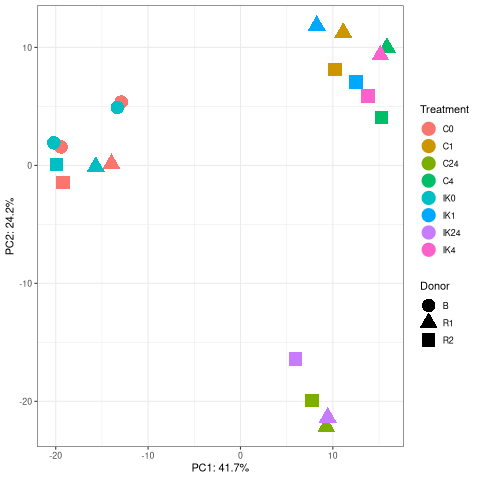 10
0
-10
-20
PC2: 24.2%
-20 -10 0 10
PC1: 41.7%
Treatment
C0
C1
C24
C4
IK0
IK1
IK24
IK4
Donor
B
R1
R2